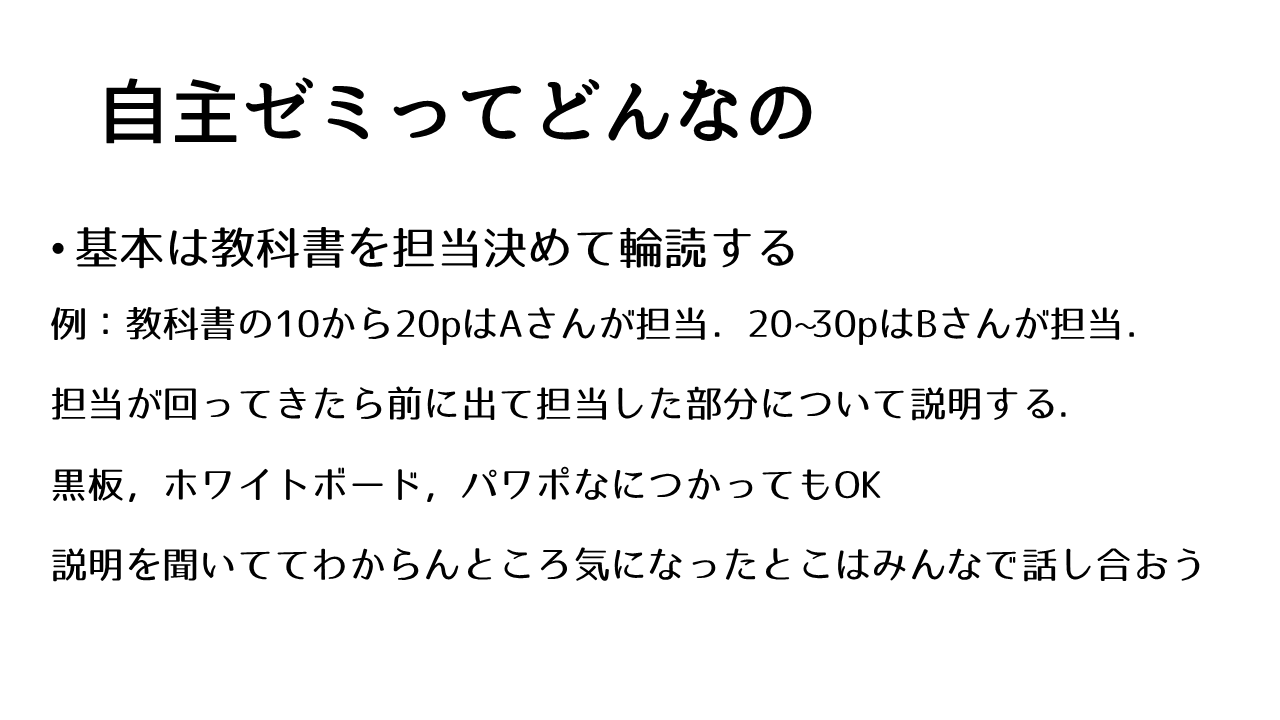 自主ゼミってどんなの
• 基本は教科書を担当決めて輪読する
例：教科書の10から20pはAさんが担当．20~30pはBさんが担当．
担当が回ってきたら前に出て担当した部分について説明する．
黒板，ホワイトボード，パワポなにつかってもOK
説明を聞いててわからんところ気になったとこはみんなで話し合おう